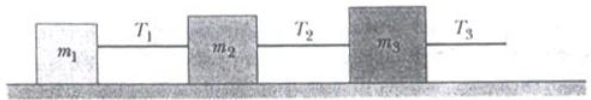 m₁ T₁ m₂ T₂ m₃ T₃